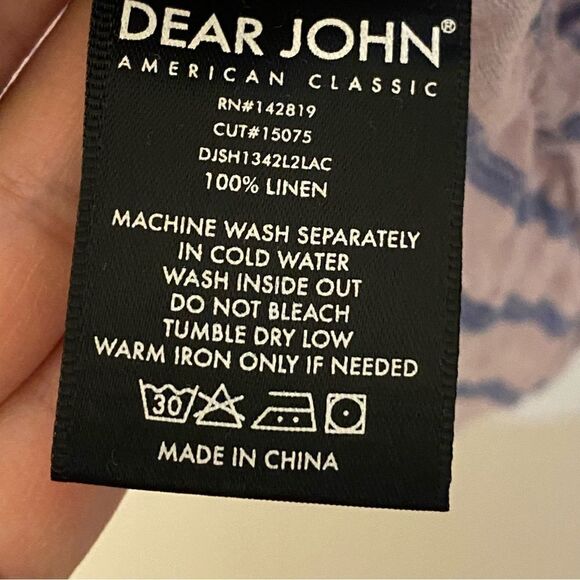 DEAR JOHN®
AMERICAN CLASSIC
RN#142819
CUT#15075
DJSH1342L2LAC
100% LINEN
MACHINE WASH SEPARATELY
IN COLD WATER
WASH INSIDE OUT
DO NOT BLEACH
TUMBLE DRY LOW
WARM IRON ONLY IF NEEDED
30
MADE IN CHINA